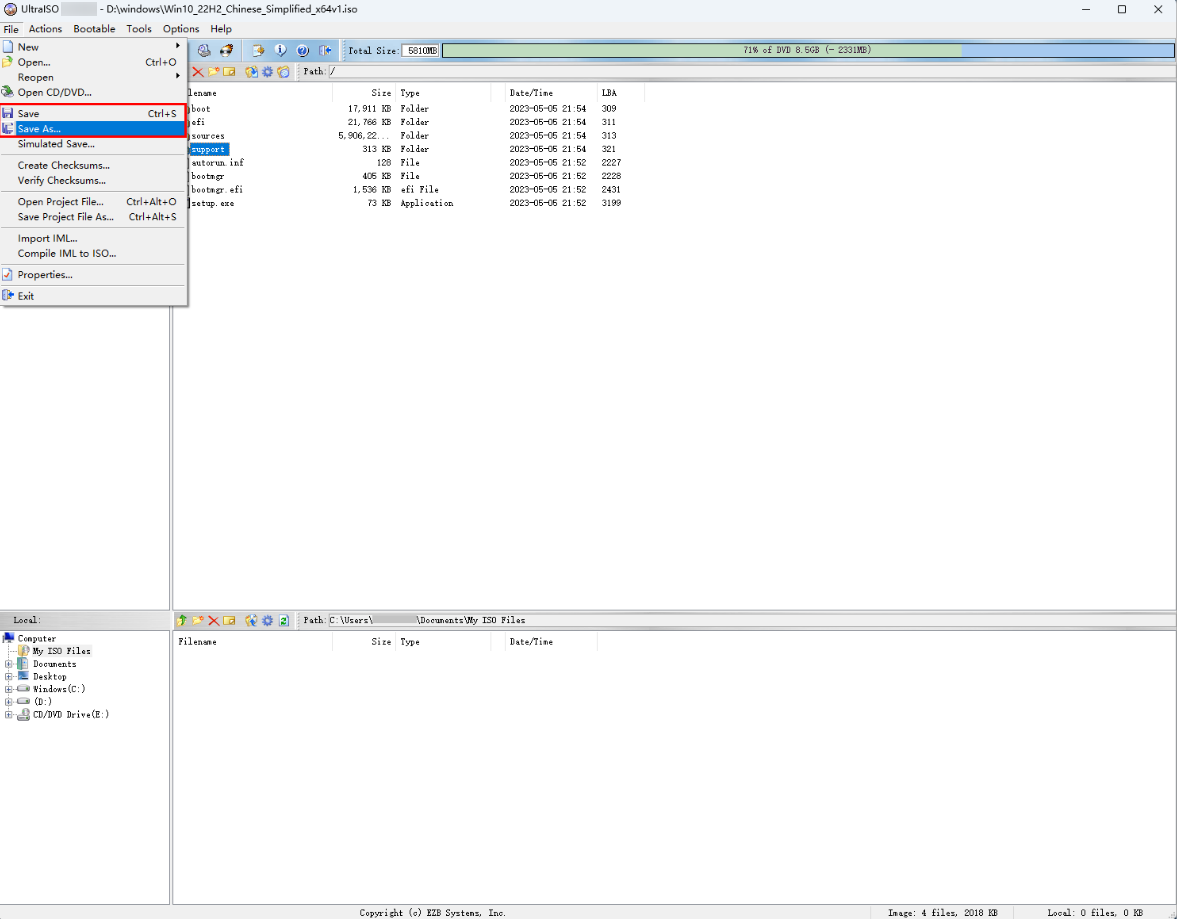 UltraISO - D:\windows\Win10_22H2_Chinese_Simplified_x64v1.iso
File Actions Bootable Tools Options Help
New
Open... Ctrl+O
Reopen
Open CD/DVD...
Save Ctrl+S
Save As...
Simulated Save...
Create Checksums...
Verify Checksums...
Open Project File... Ctrl+Alt+O
Save Project File As... Ctrl+Alt+S
Import IML...
Compile IML to ISO...
Properties...
Exit
Total Size: 5810MB 71% of DVD 8.5GB (- 2331MB)
Path: /
lename Size Type Date/Time LBA
boot 17,911 KB Folder 2023-05-05 21:54 309
efi 21,766 KB Folder 2023-05-05 21:54 311
sources 5,906,22... Folder 2023-05-05 21:54 313
support 313 KB Folder 2023-05-05 21:54 321
autorun.inf 128 File 2023-05-05 21:52 2227
bootmgr 405 KB File 2023-05-05 21:52 2228
bootmgr.efi 1,536 KB efi File 2023-05-05 21:52 2431
setup.exe 73 KB Application 2023-05-05 21:52 3199
Local:
Computer
My ISO Files
Documents
Desktop
Windows(C:)
(D:)
CD/DVD Drive(E:)
Path: C:\Users\ \Documents\My ISO Files
Filename Size Type Date/Time
Copyright (c) EZB Systems, Inc. Image: 4 files, 2018 KB Local: 0 files, 0 KB